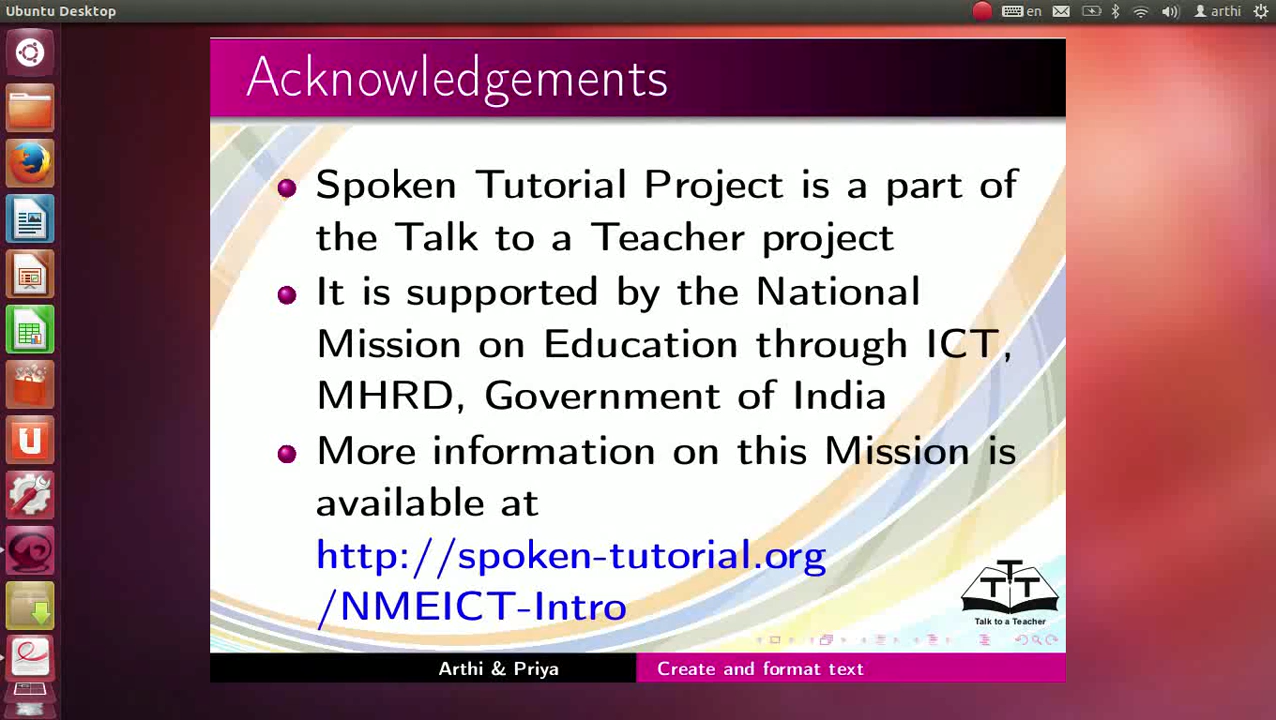 Ubuntu Desktop
en
arthi
Acknowledgements
Spoken Tutorial Project is a part of
the Talk to a Teacher project
It is supported by the National
Mission on Education through ICT,
MHRD, Government of India
More information on this Mission is
available at
http://spoken-tutorial.org
/NMEICT-Intro
T T T
Talk to a Teacher
Arthi & Priya
Create and format text